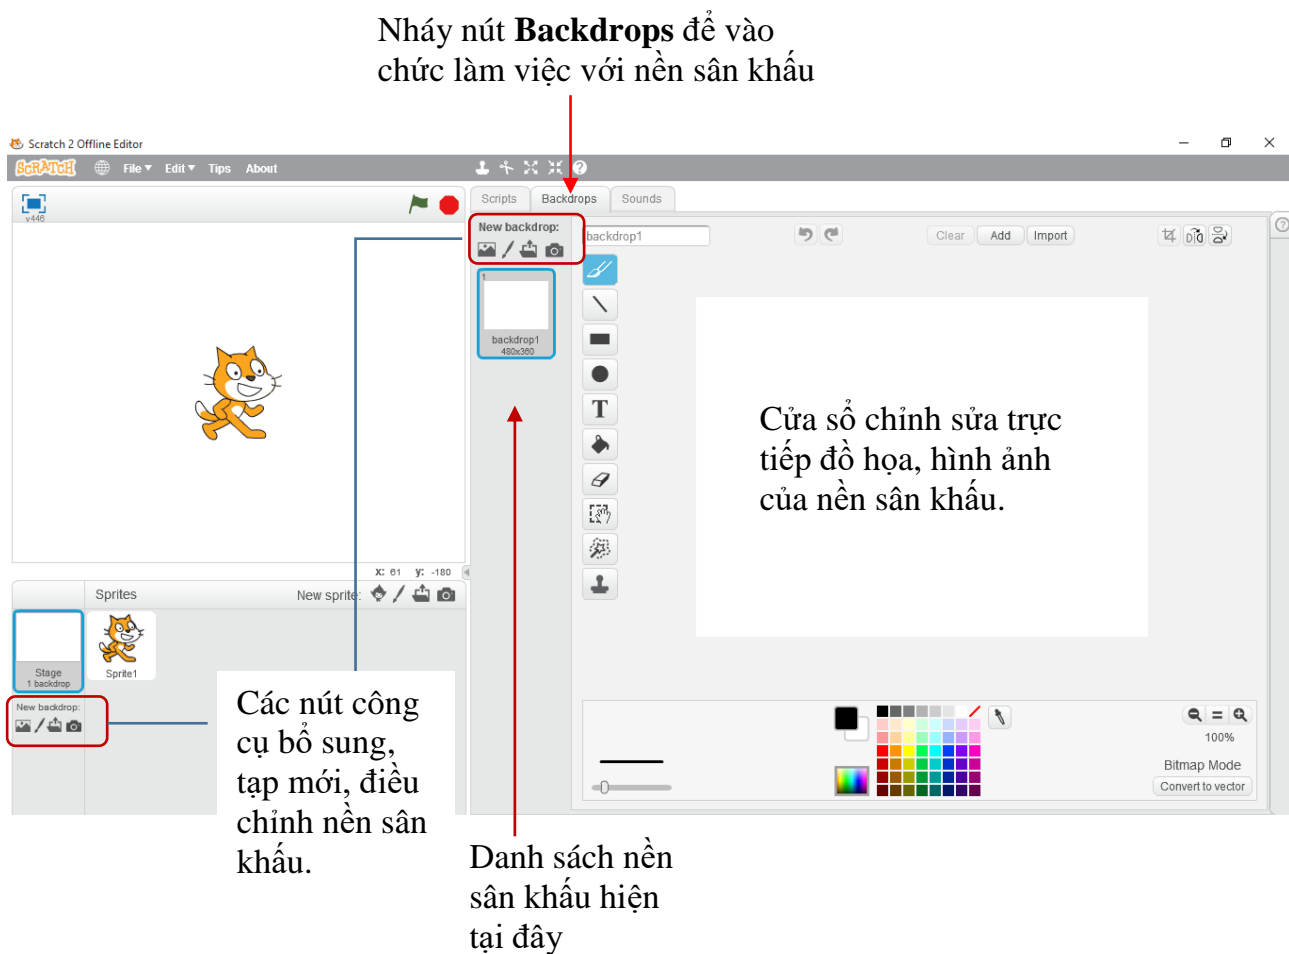 Nháy nút Backdrops để vào
chức làm việc với nền sân khấu
Scratch 2 Offline Editor
SCRATCH File Edit Tips About
v446
Scripts Backdrops Sounds
New backdrop:
backdrop1
Clear Add Import
1
backdrop1
480x360
T
Cửa sổ chỉnh sửa trực
tiếp đồ họa, hình ảnh
của nền sân khấu.
X: 61 y: -180
Sprites New sprite:
Stage
1 backdrop
Sprite1
New backdrop:
Các nút công
cụ bổ sung,
tạp mới, điều
chỉnh nền sân
khấu.
100%
Bitmap Mode
Convert to vector
Danh sách nền
sân khấu hiện
tại đây